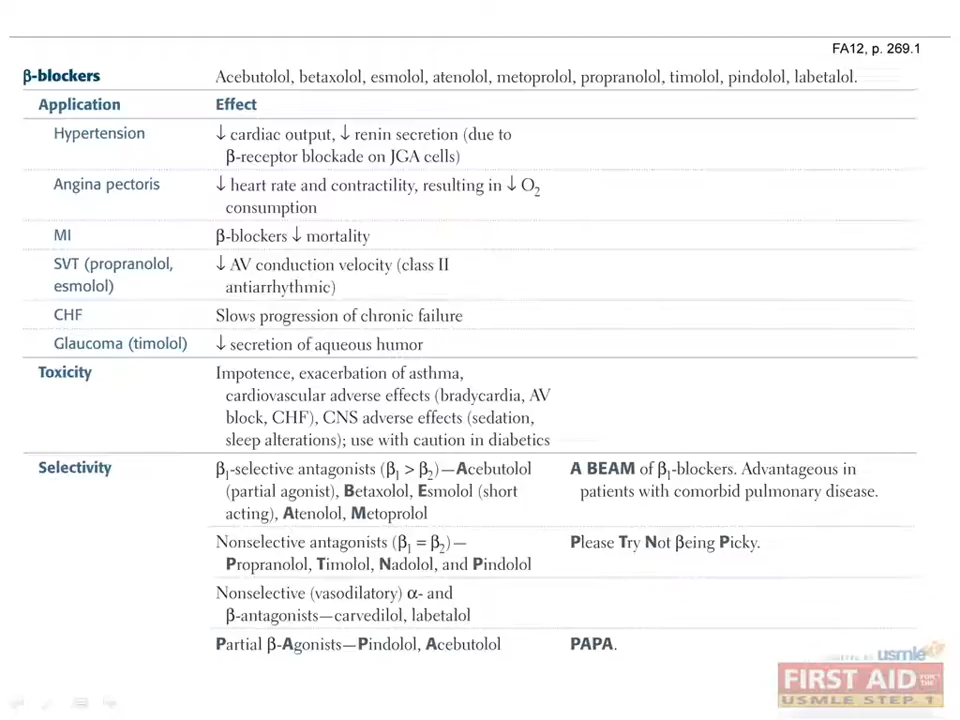 FA12, p. 269.1
β-blockers Acebutolol, betaxolol, esmolol, atenolol, metoprolol, propranolol, timolol, pindolol, labetalol.
Application Effect
Hypertension ↓ cardiac output, ↓ renin secretion (due to
β-receptor blockade on JGA cells)
Angina pectoris ↓ heart rate and contractility, resulting in ↓ O₂
consumption
MI β-blockers ↓ mortality
SVT (propranolol, ↓ AV conduction velocity (class II
esmolol) antiarrhythmic)
CHF Slows progression of chronic failure
Glaucoma (timolol) ↓ secretion of aqueous humor
Toxicity Impotence, exacerbation of asthma,
cardiovascular adverse effects (bradycardia, AV
block, CHF), CNS adverse effects (sedation,
sleep alterations); use with caution in diabetics
Selectivity β₁-selective antagonists (β₁ > β₂)—Acebutolol A BEAM of β₁-blockers. Advantageous in
(partial agonist), Betaxolol, Esmolol (short patients with comorbid pulmonary disease.
acting), Atenolol, Metoprolol
Nonselective antagonists (β₁ = β₂)— Please Try Not βeing Picky.
Propranolol, Timolol, Nadolol, and Pindolol
Nonselective (vasodilatory) α- and
β-antagonists—carvedilol, labetalol
Partial β-Agonists—Pindolol, Acebutolol PAPA.
usmle
FIRST AID FOR THE
USMLE STEP 1